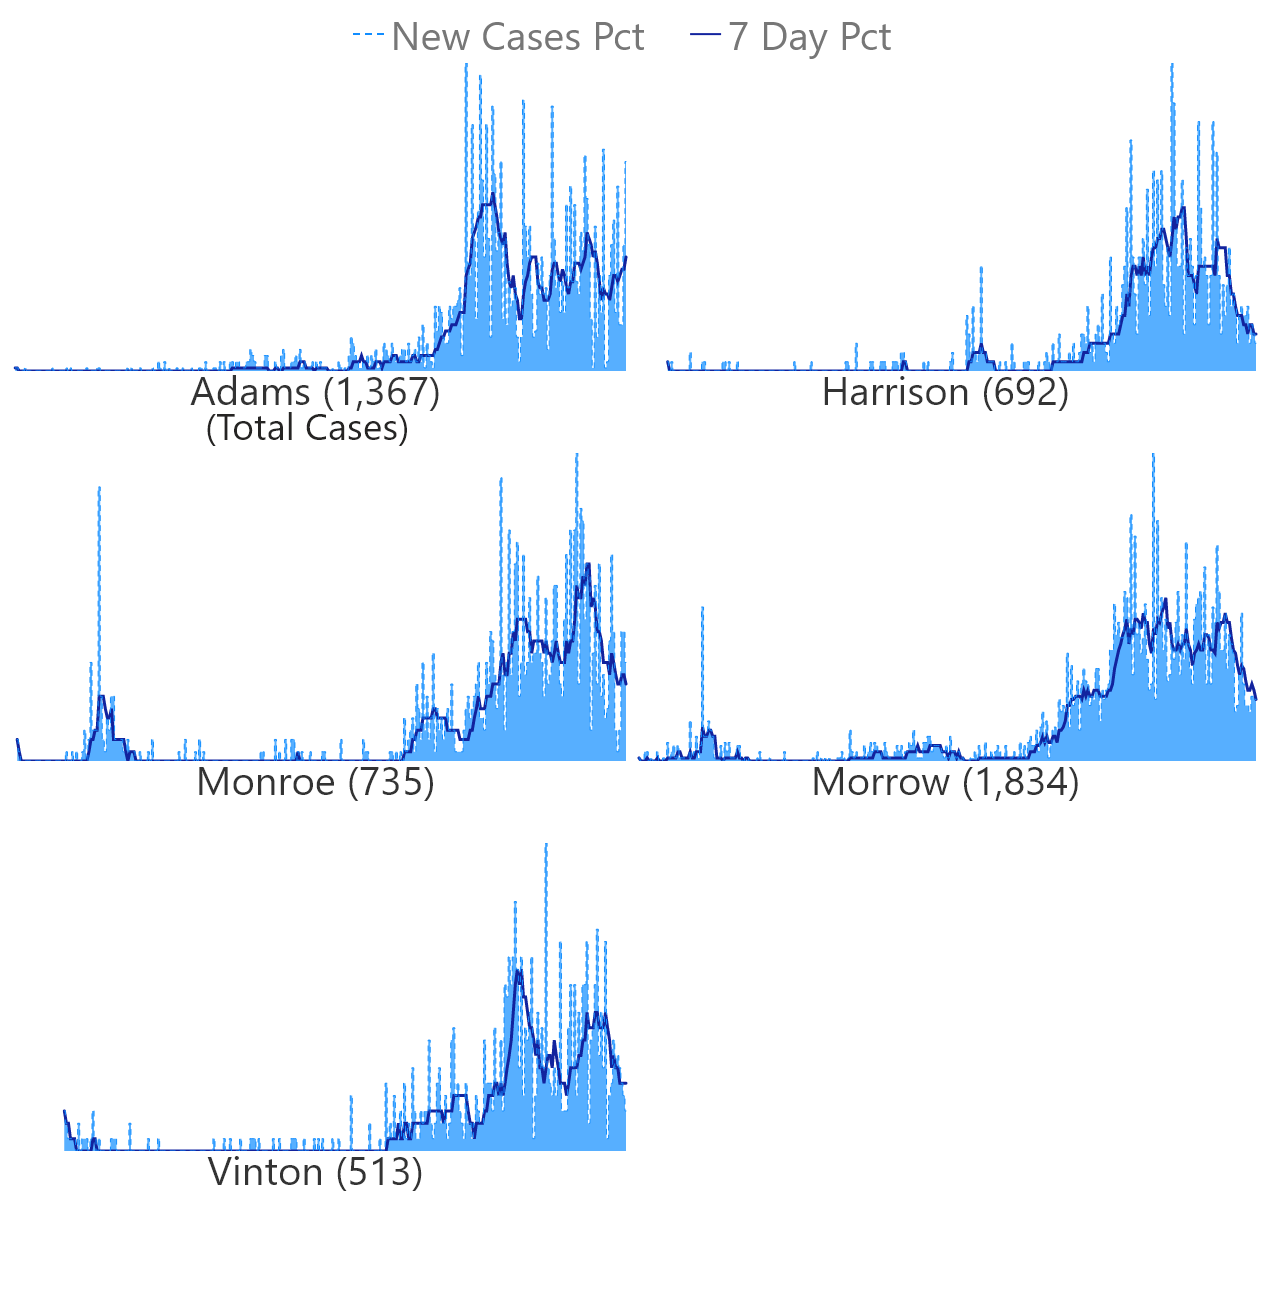 New Cases Pct 7 Day Pct
Adams (1,367) Harrison (692)
(Total Cases)
Monroe (735) Morrow (1,834)
Vinton (513)